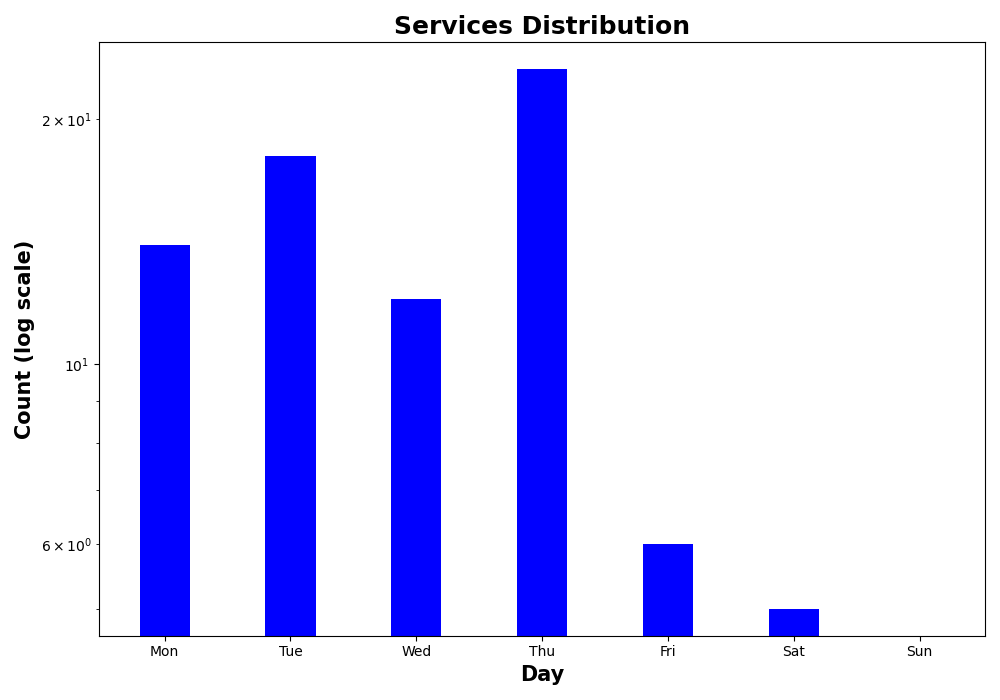 Services Distribution
Count (log scale)
2 × 10¹
10¹
6 × 10⁰
Mon Tue Wed Thu Fri Sat Sun
Day